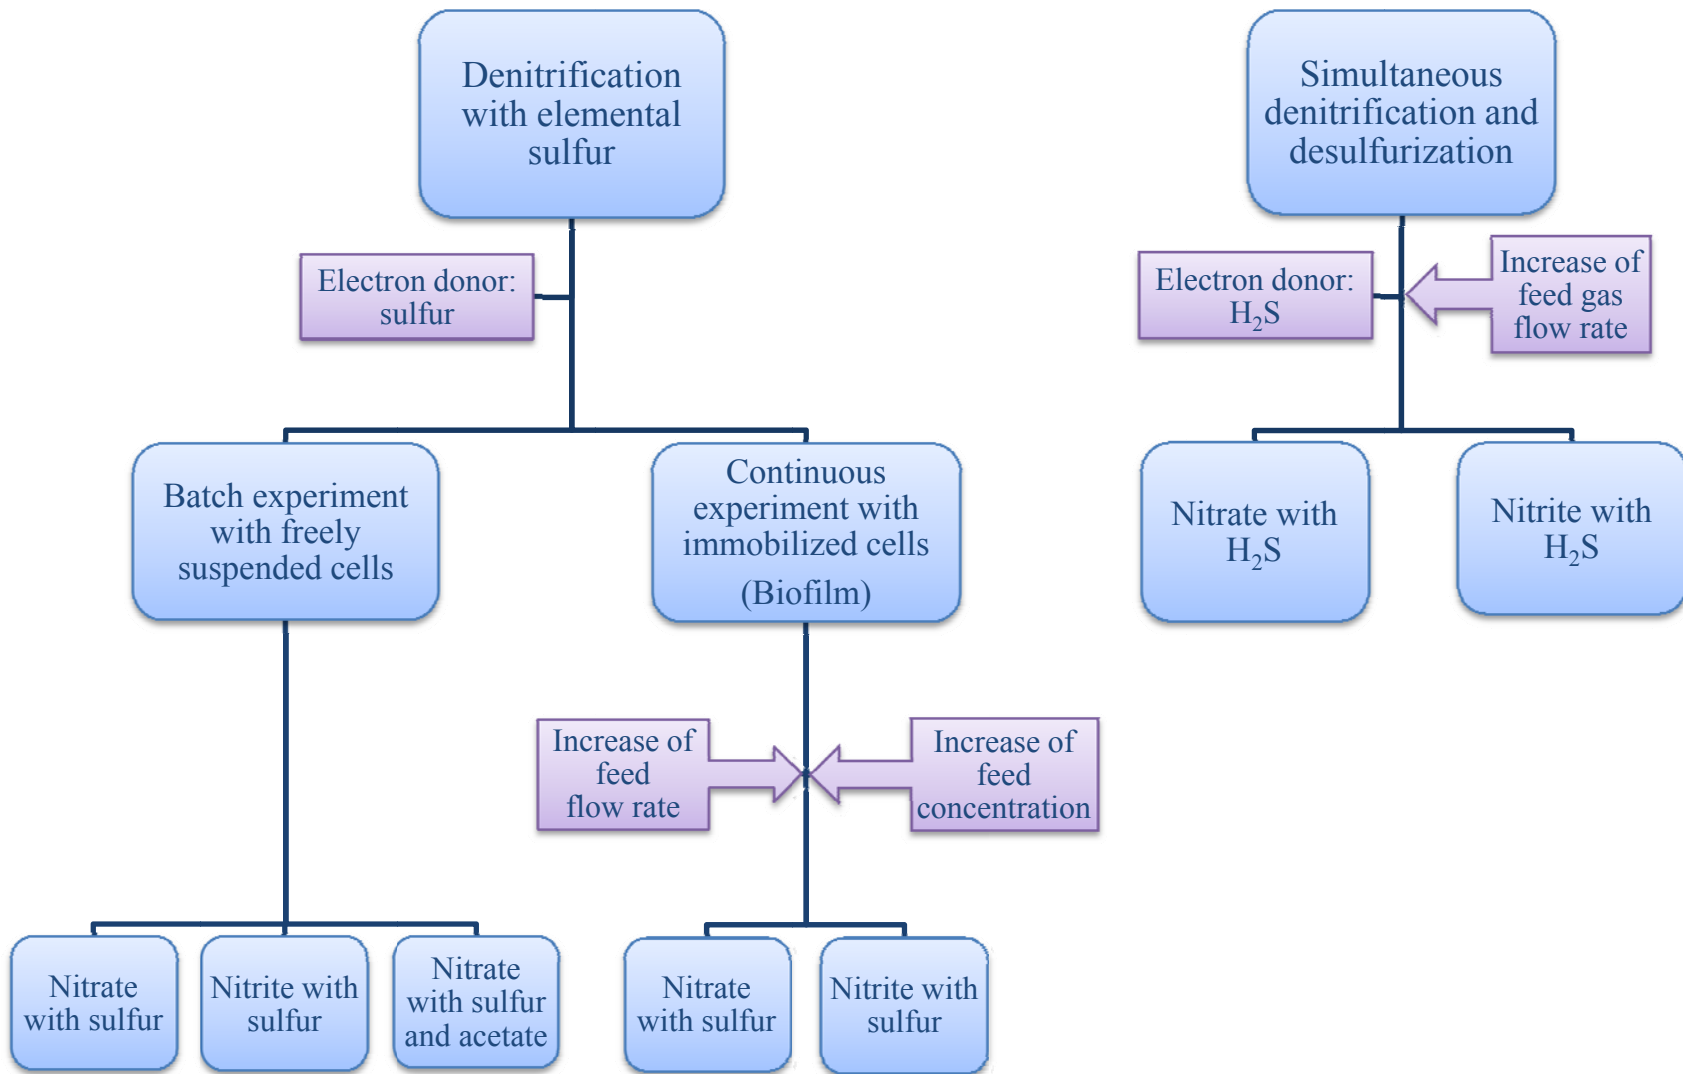 Denitrification
with elemental
sulfur
Simultaneous
denitrification and
desulfurization
Electron donor:
sulfur
Electron donor:
H₂S
Increase of
feed gas
flow rate
Batch experiment
with freely
suspended cells
Continuous
experiment with
immobilized cells
(Biofilm)
Nitrate with
H₂S
Nitrite with
H₂S
Increase of
feed
flow rate
Increase of
feed
concentration
Nitrate
with sulfur
Nitrite with
sulfur
Nitrate
with sulfur
and acetate
Nitrate
with sulfur
Nitrite with
sulfur